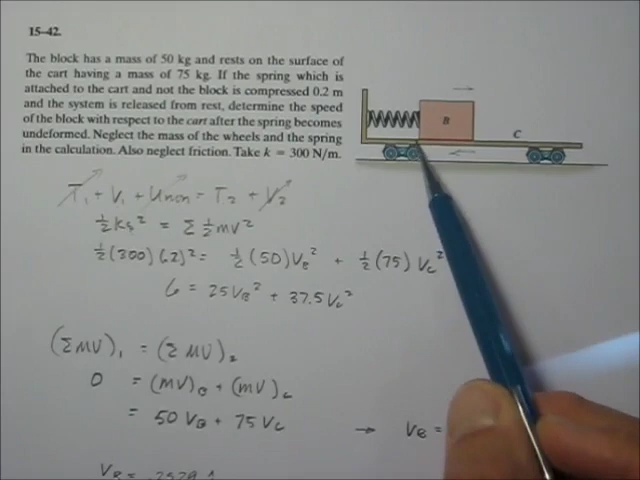 15-42.
The block has a mass of 50 kg and rests on the surface of
the cart having a mass of 75 kg. If the spring which is
attached to the cart and not the block is compressed 0.2 m
and the system is released from rest, determine the speed
of the block with respect to the cart after the spring becomes
undeformed. Neglect the mass of the wheels and the spring
in the calculation. Also neglect friction. Take k = 300 N/m.
B
C
T₁ + V₁ + Unon = T₂ + V₂
½ks² = Σ ½mv²
½(300)(.2)² = ½(50)VB² + ½(75)Vc²
6 = 25VB² + 37.5Vc²
(ΣMV)₁ = (ΣMV)₂
0 = (MV)B + (MV)c
= 50VB + 75Vc → VB =
VB = .2529